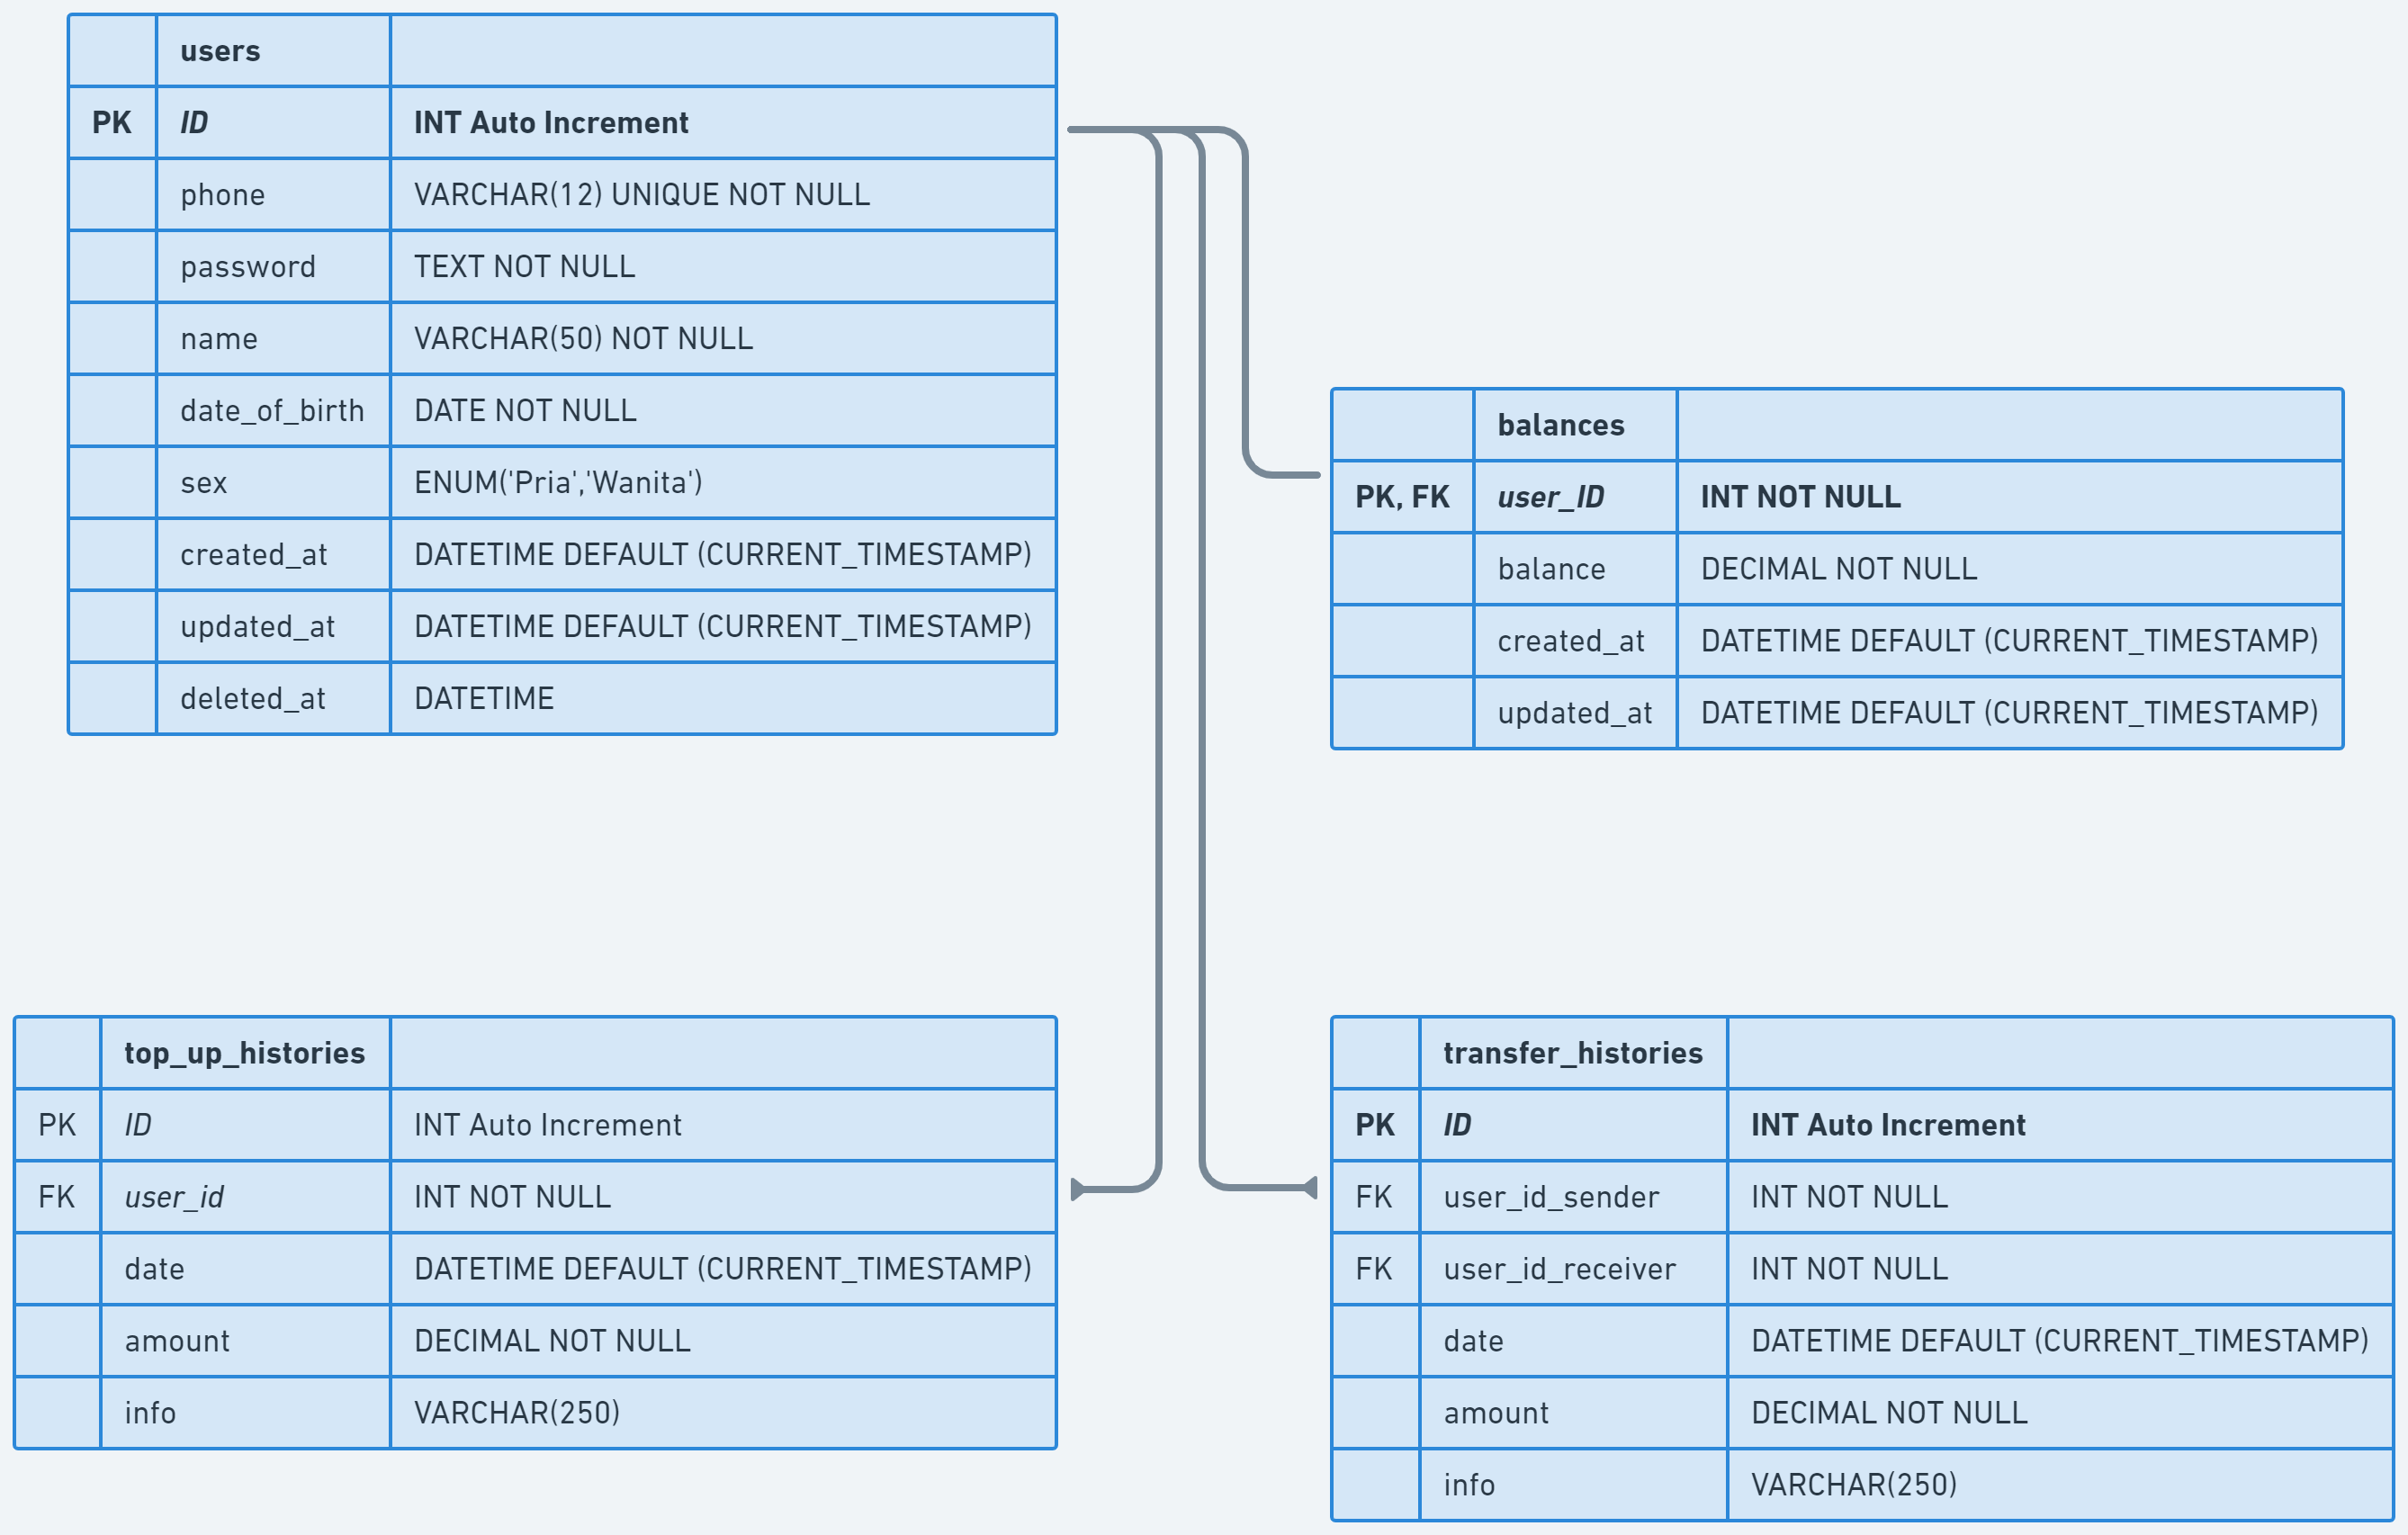 users
PK ID INT Auto Increment
phone VARCHAR(12) UNIQUE NOT NULL
password TEXT NOT NULL
name VARCHAR(50) NOT NULL
date_of_birth DATE NOT NULL
sex ENUM('Pria','Wanita')
created_at DATETIME DEFAULT (CURRENT_TIMESTAMP)
updated_at DATETIME DEFAULT (CURRENT_TIMESTAMP)
deleted_at DATETIME
balances
PK, FK user_ID INT NOT NULL
balance DECIMAL NOT NULL
created_at DATETIME DEFAULT (CURRENT_TIMESTAMP)
updated_at DATETIME DEFAULT (CURRENT_TIMESTAMP)
top_up_histories
PK ID INT Auto Increment
FK user_id INT NOT NULL
date DATETIME DEFAULT (CURRENT_TIMESTAMP)
amount DECIMAL NOT NULL
info VARCHAR(250)
transfer_histories
PK ID INT Auto Increment
FK user_id_sender INT NOT NULL
FK user_id_receiver INT NOT NULL
date DATETIME DEFAULT (CURRENT_TIMESTAMP)
amount DECIMAL NOT NULL
info VARCHAR(250)